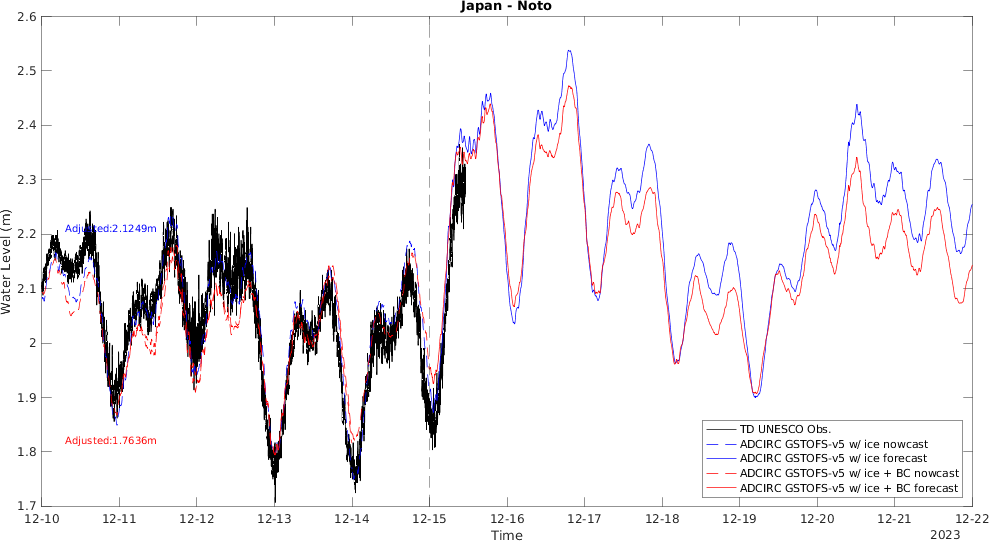 Japan - Noto
2.6
2.5
2.4
2.3
2.2
2.1
2
1.9
1.8
1.7
Water Level (m)
Adjusted:2.1249m
Adjusted:1.7636m
TD UNESCO Obs.
ADCIRC GSTOFS-v5 w/ ice nowcast
ADCIRC GSTOFS-v5 w/ ice forecast
ADCIRC GSTOFS-v5 w/ ice + BC nowcast
ADCIRC GSTOFS-v5 w/ ice + BC forecast
12-10 12-11 12-12 12-13 12-14 12-15 12-16 12-17 12-18 12-19 12-20 12-21 12-22
Time
2023